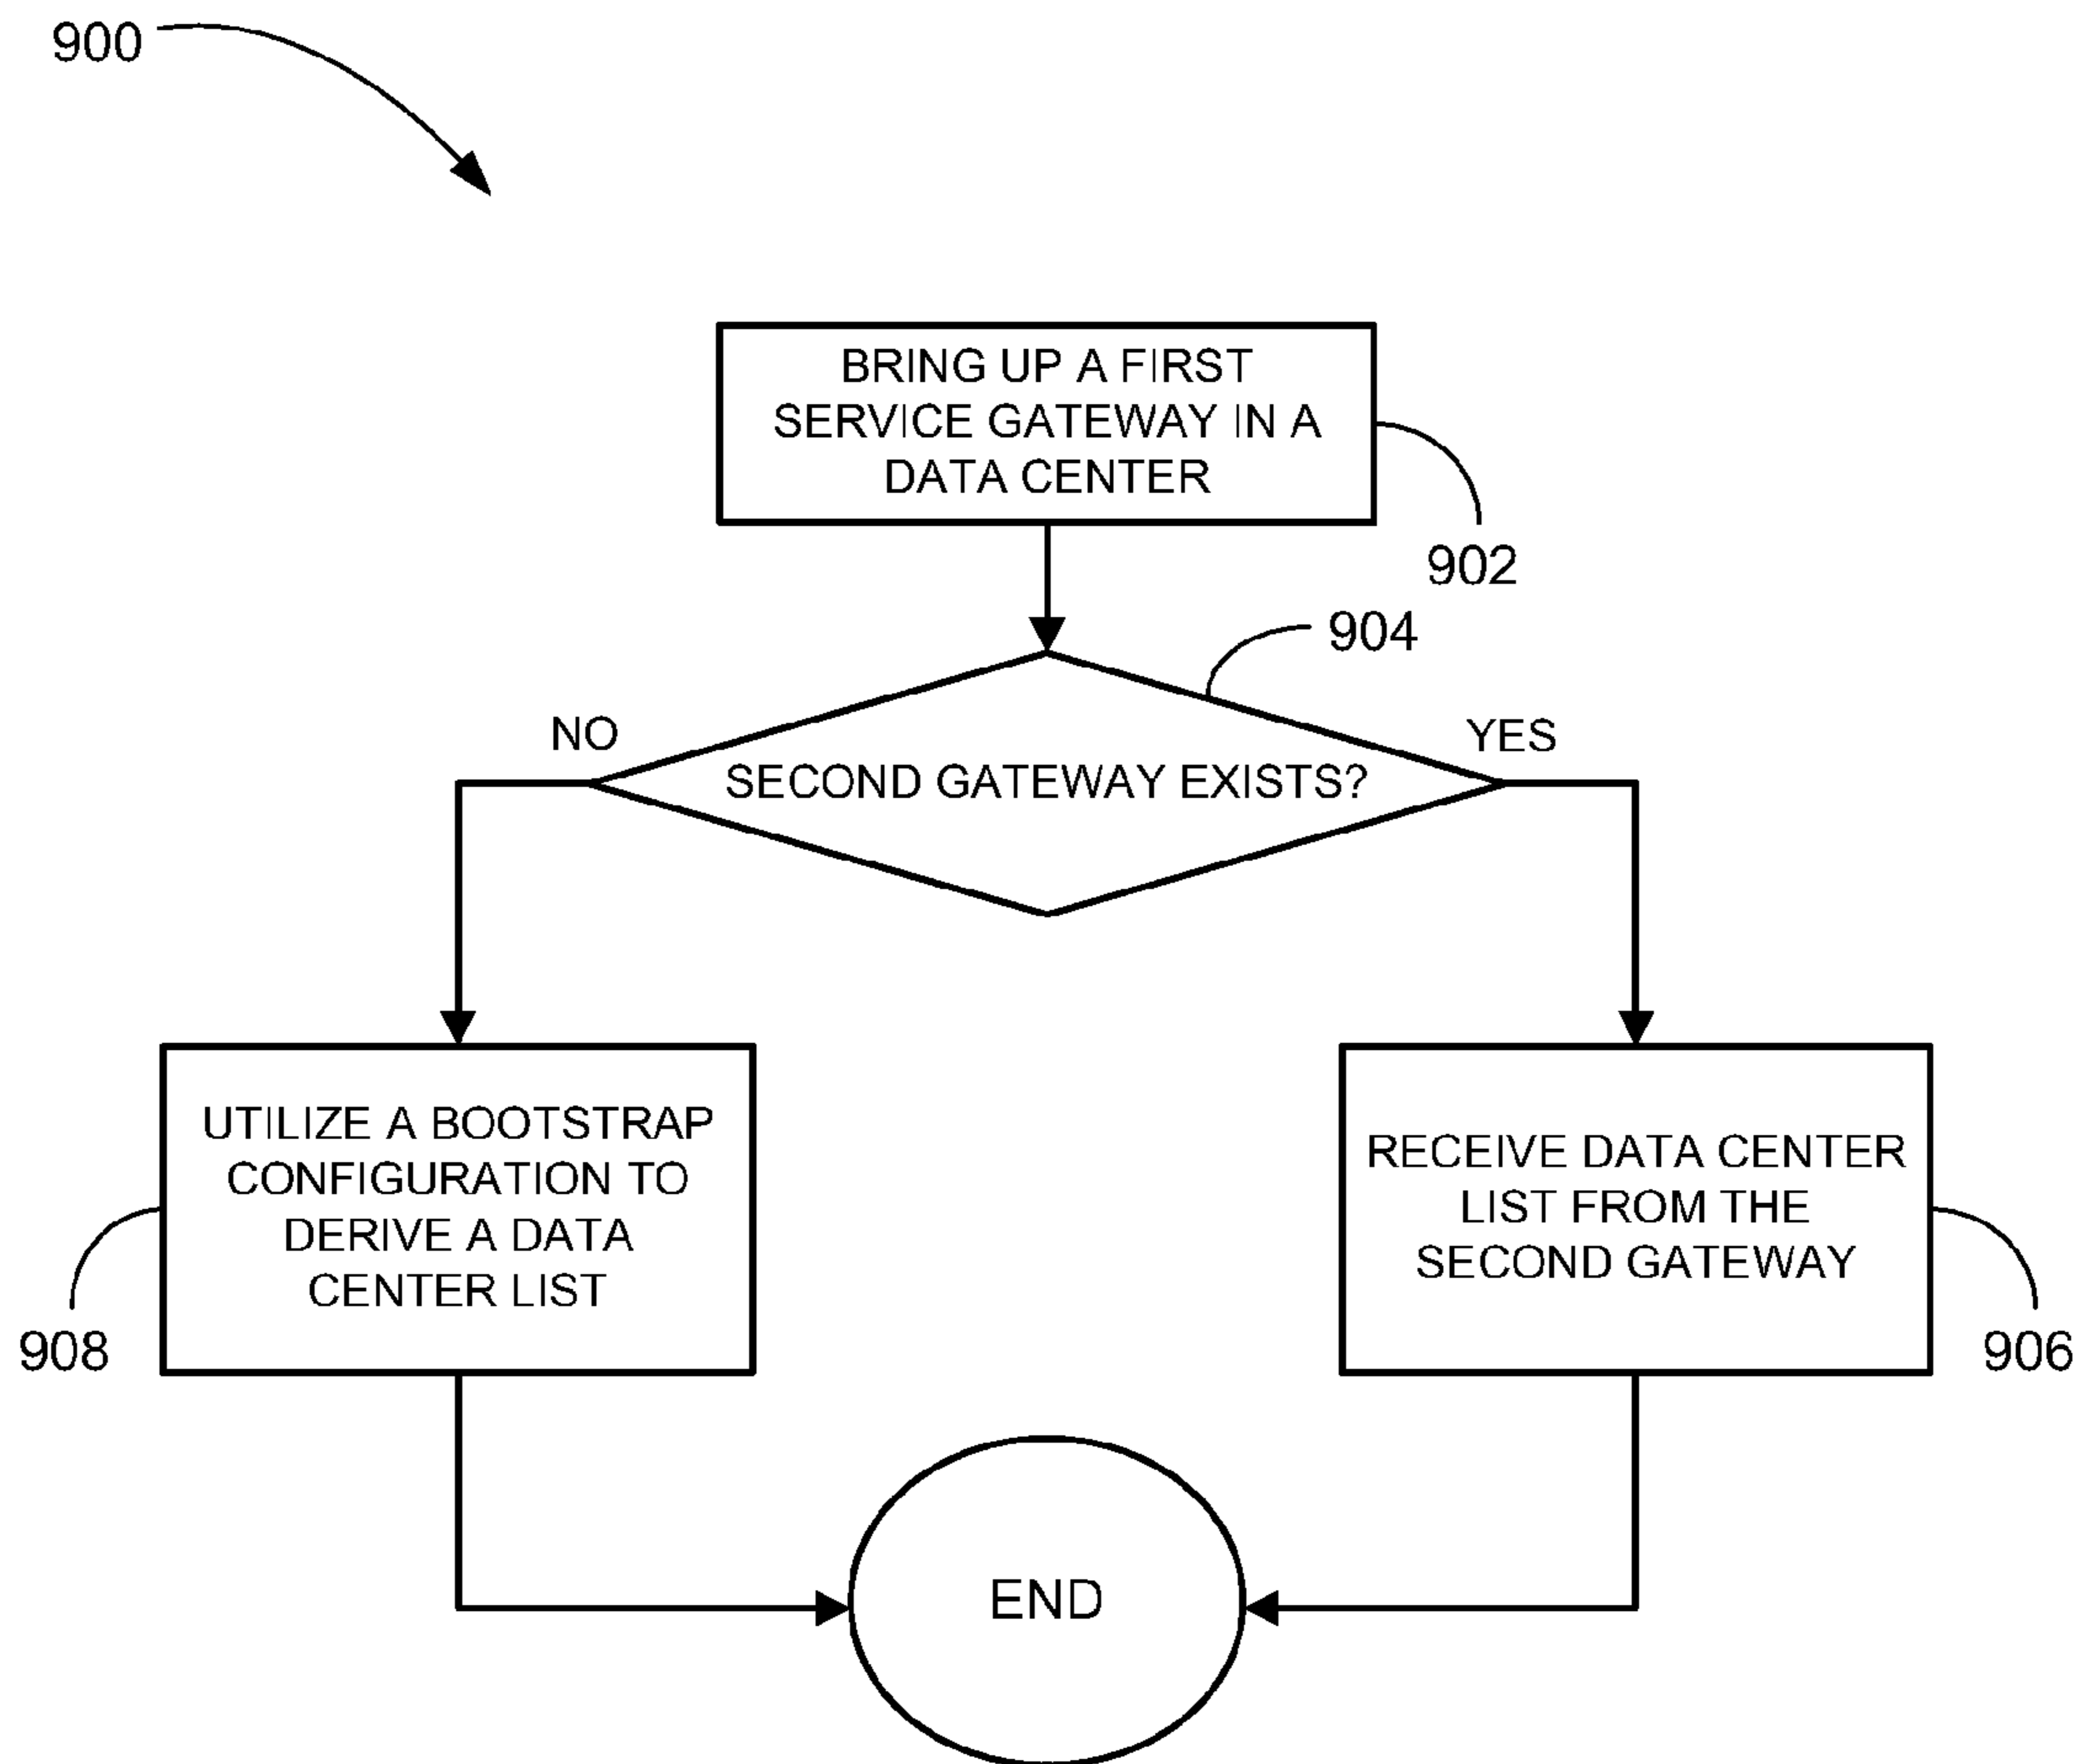 900
BRING UP A FIRST
SERVICE GATEWAY IN A
DATA CENTER
902
904
NO
YES
SECOND GATEWAY EXISTS?
UTILIZE A BOOTSTRAP
CONFIGURATION TO
DERIVE A DATA
CENTER LIST
908
RECEIVE DATA CENTER
LIST FROM THE
SECOND GATEWAY
906
END